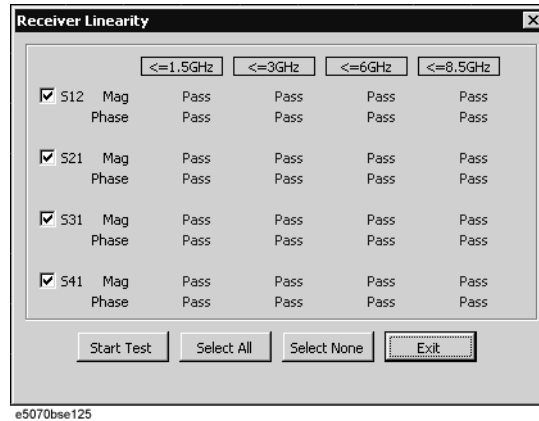 Receiver Linearity
<=1.5GHz <=3GHz <=6GHz <=8.5GHz
S12 Mag Pass Pass Pass Pass
Phase Pass Pass Pass Pass
S21 Mag Pass Pass Pass Pass
Phase Pass Pass Pass Pass
S31 Mag Pass Pass Pass Pass
Phase Pass Pass Pass Pass
S41 Mag Pass Pass Pass Pass
Phase Pass Pass Pass Pass
Start Test Select All Select None Exit
e5070bse125